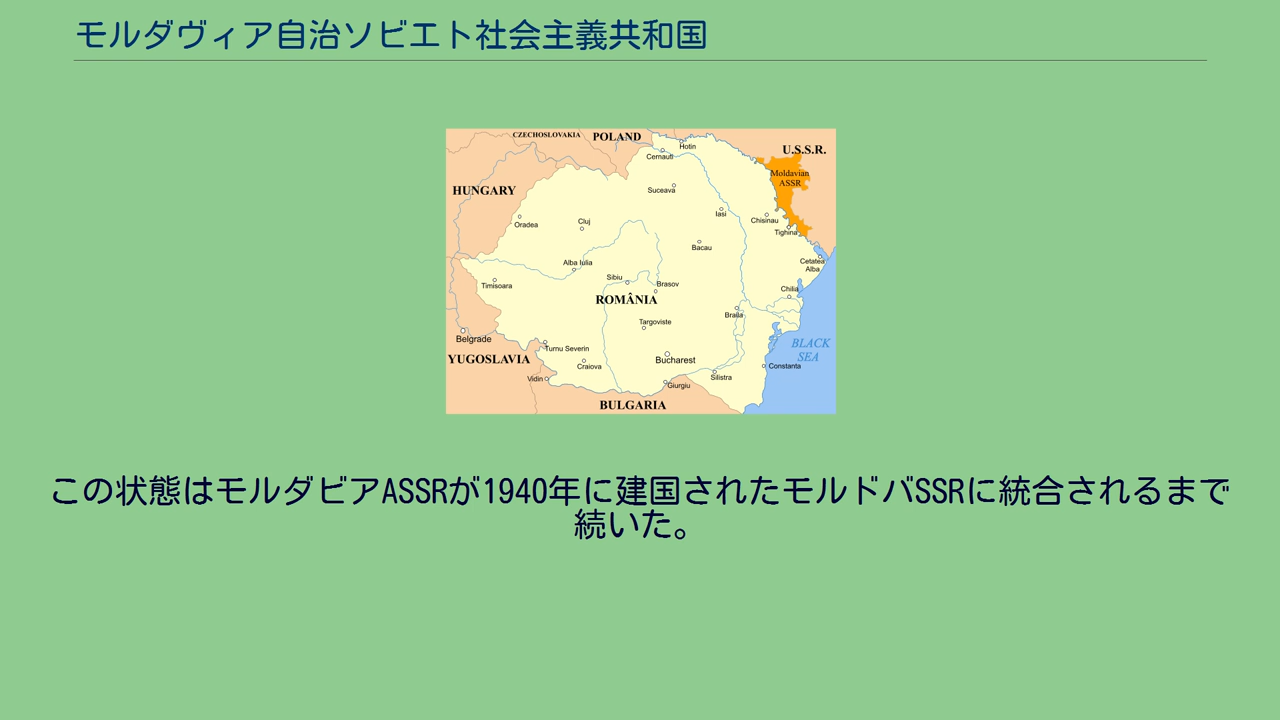 モルダヴィア自治ソビエト社会主義共和国
CZECHOSLOVAKIA
POLAND
U.S.S.R.
Hotin
Cernauti
Moldavian
ASSR
HUNGARY
Suceava
Iasi
Chisinau
Oradea
Cluj
Tighina
Bacau
Cetatea
Alba
Alba Iulia
Sibiu
Brasov
Timisoara
Chilia
ROMÂNIA
Braila
Targoviste
Belgrade
BLACK
SEA
Turnu Severin
YUGOSLAVIA
Bucharest
Craiova
Constanta
Vidin
Silistra
Giurgiu
BULGARIA
この状態はモルダビアASSRが1940年に建国されたモルドバSSRに統合されるまで
続いた。